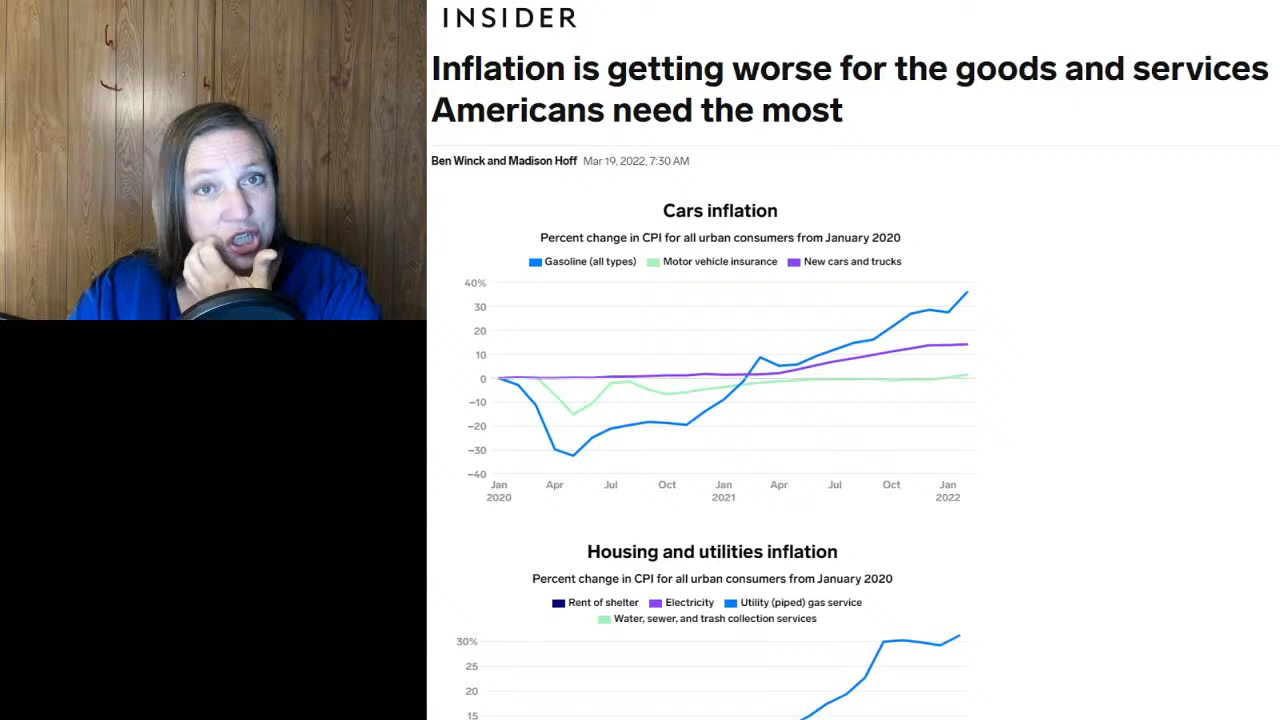 INSIDER
Inflation is getting worse for the goods and services
Americans need the most
Ben Winck and Madison Hoff Mar 19, 2022, 7:30 AM
Cars inflation
Percent change in CPI for all urban consumers from January 2020
Gasoline (all types) Motor vehicle insurance New cars and trucks
40%
30
20
10
0
−10
−20
−30
−40
Jan Apr Jul Oct Jan Apr Jul Oct Jan
2020 2021 2022
Housing and utilities inflation
Percent change in CPI for all urban consumers from January 2020
Rent of shelter Electricity Utility (piped) gas service
Water, sewer, and trash collection services
30%
25
20
15